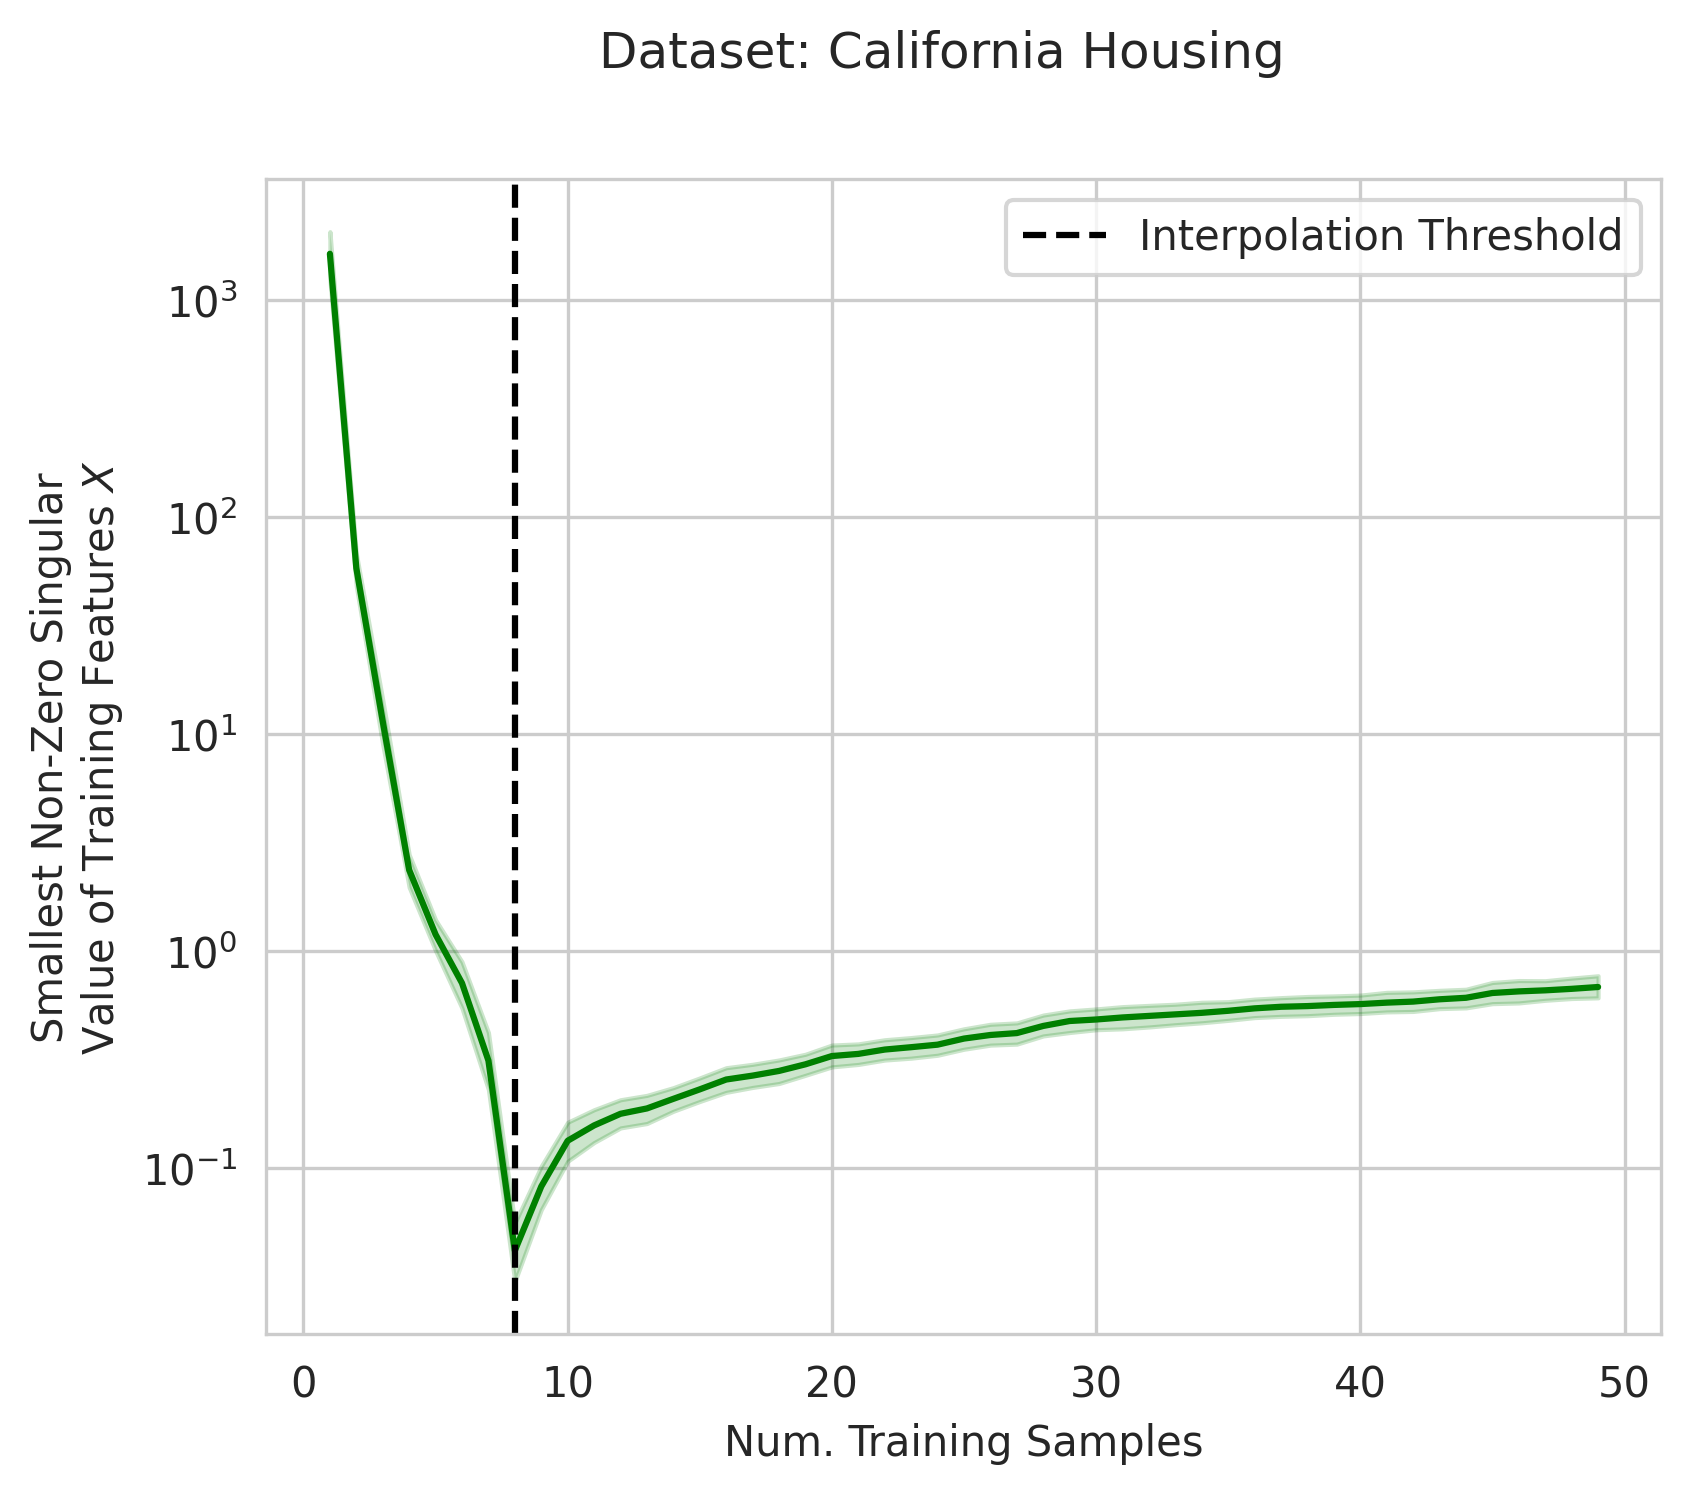 Dataset: California Housing
Interpolation Threshold
Smallest Non-Zero Singular
Value of Training Features X
10³
10²
10¹
10⁰
10⁻¹
0 10 20 30 40 50
Num. Training Samples